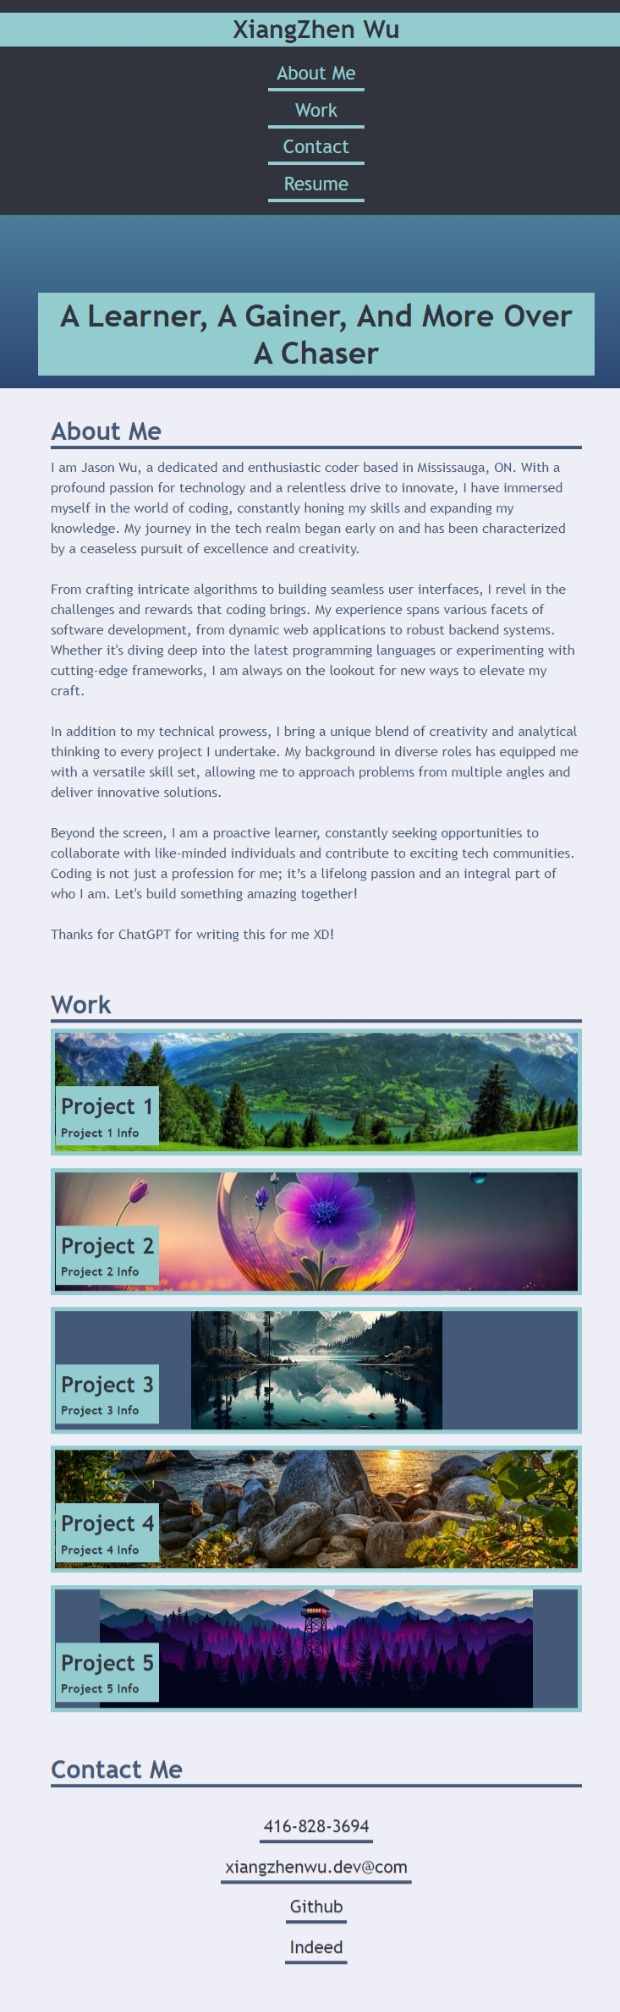 XiangZhen Wu
About Me
Work
Contact
Resume
A Learner, A Gainer, And More Over
A Chaser
About Me
I am Jason Wu, a dedicated and enthusiastic coder based in Mississauga, ON. With a
profound passion for technology and a relentless drive to innovate, I have immersed
myself in the world of coding, constantly honing my skills and expanding my
knowledge. My journey in the tech realm began early on and has been characterized
by a ceaseless pursuit of excellence and creativity.
From crafting intricate algorithms to building seamless user interfaces, I revel in the
challenges and rewards that coding brings. My experience spans various facets of
software development, from dynamic web applications to robust backend systems.
Whether it's diving deep into the latest programming languages or experimenting with
cutting-edge frameworks, I am always on the lookout for new ways to elevate my
craft.
In addition to my technical prowess, I bring a unique blend of creativity and analytical
thinking to every project I undertake. My background in diverse roles has equipped me
with a versatile skill set, allowing me to approach problems from multiple angles and
deliver innovative solutions.
Beyond the screen, I am a proactive learner, constantly seeking opportunities to
collaborate with like-minded individuals and contribute to exciting tech communities.
Coding is not just a profession for me; it’s a lifelong passion and an integral part of
who I am. Let's build something amazing together!
Thanks for ChatGPT for writing this for me XD!
Work
Project 1
Project 1 Info
Project 2
Project 2 Info
Project 3
Project 3 Info
Project 4
Project 4 Info
Project 5
Project 5 Info
Contact Me
416-828-3694
xiangzhenwu.dev@com
Github
Indeed